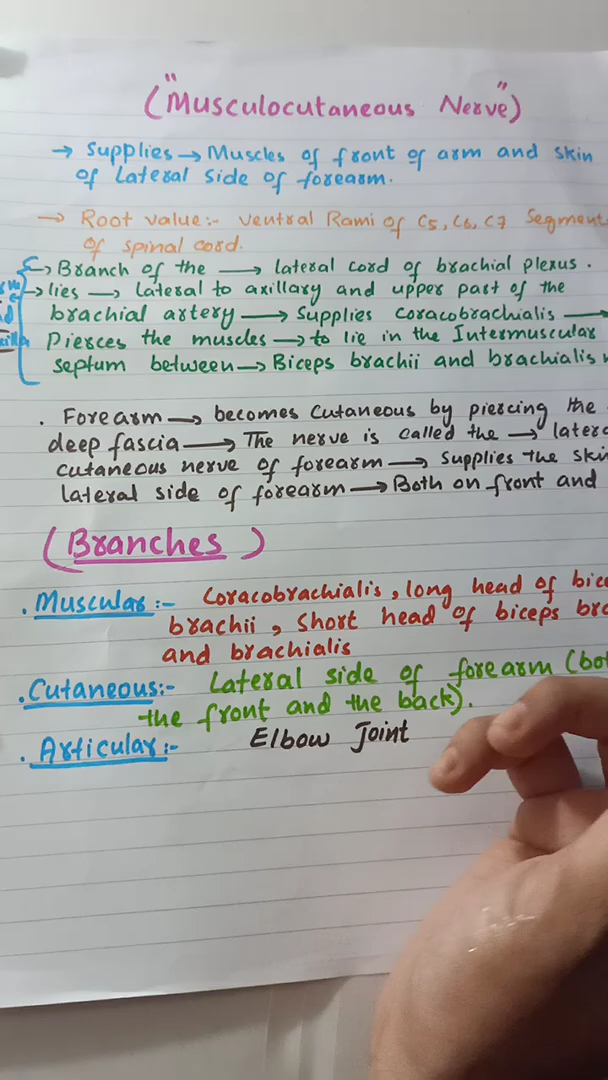 ("Musculocutaneous Nerve")
→ Supplies → Muscles of front of arm and skin
of Lateral side of forearm.
→ Root value:- ventral Rami of C5, C6, C7 Segment
of spinal cord.
→ Branch of the → lateral cord of brachial plexus.
→ lies → lateral to axillary and upper part of the
brachial artery → Supplies coracobrachialis →
Pierces the muscles → to lie in the Intermuscular
septum between → Biceps brachii and brachialis
. Forearm → becomes cutaneous by piercing the
deep fascia → The nerve is called the → latera
cutaneous nerve of forearm → supplies the skin
lateral side of forearm → Both on front and
(Branches)
. Muscular:- Coracobrachialis, long head of bice
brachii, short head of biceps bra
and brachialis
. Cutaneous:- Lateral side of forearm (bot
the front and the back).
. Articular:- Elbow Joint